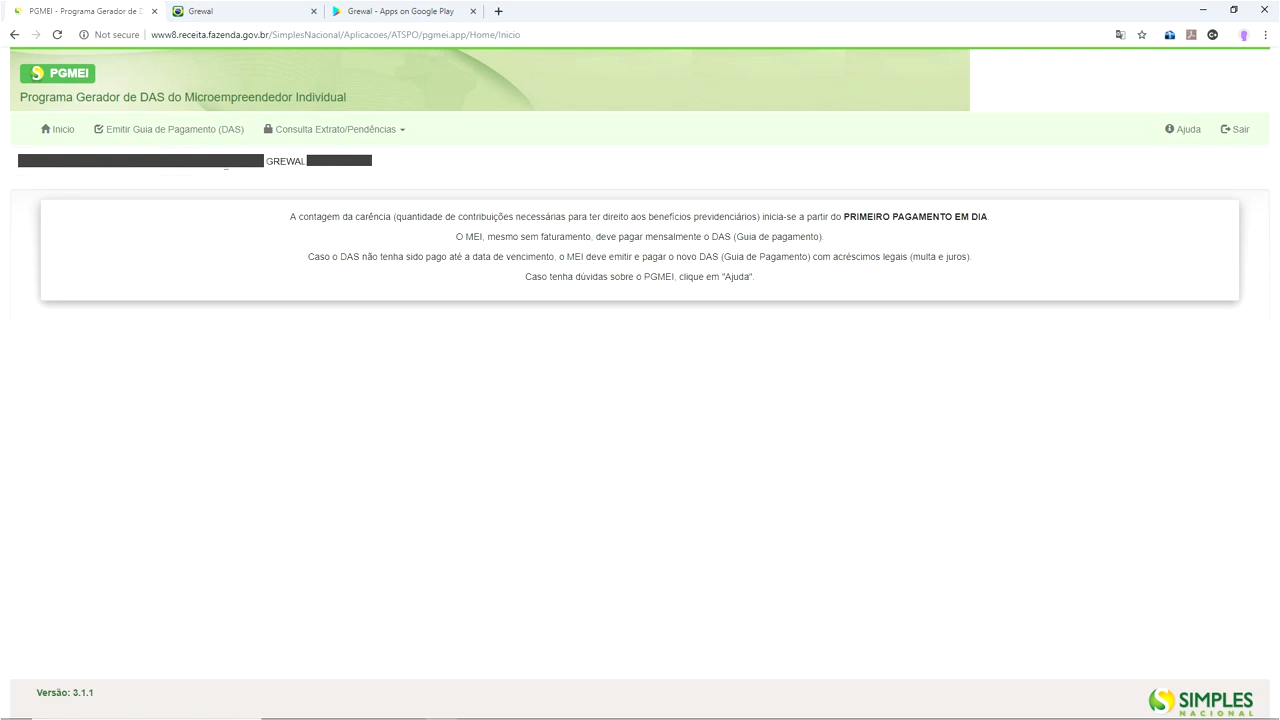 PGMEI - Programa Gerador de D
Grewal
Grewal - Apps on Google Play
Not secure
www8.receita.fazenda.gov.br/SimplesNacional/Aplicacoes/ATSPO/pgmei.app/Home/Inicio
PGMEI
Programa Gerador de DAS do Microempreendedor Individual
Inicio
Emitir Guia de Pagamento (DAS)
Consulta Extrato/Pendências
Ajuda
Sair
GREWAL
A contagem da carência (quantidade de contribuições necessárias para ter direito aos benefícios previdenciários) inicia-se a partir do PRIMEIRO PAGAMENTO EM DIA.
O MEI, mesmo sem faturamento, deve pagar mensalmente o DAS (Guia de pagamento).
Caso o DAS não tenha sido pago até a data de vencimento, o MEI deve emitir e pagar o novo DAS (Guia de Pagamento) com acréscimos legais (multa e juros).
Caso tenha dúvidas sobre o PGMEI, clique em "Ajuda".
Versão: 3.1.1
SIMPLES
NACIONAL